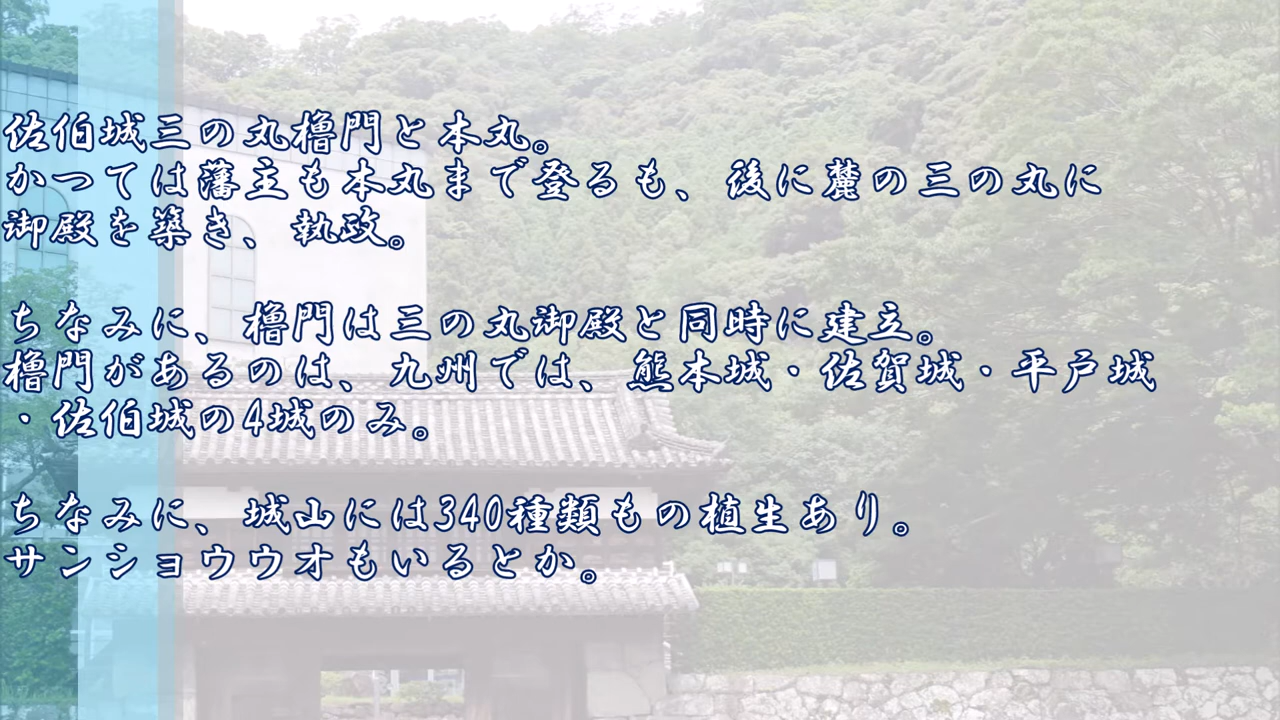 佐伯城三の丸櫓門と本丸。
かつては藩主も本丸まで登るも、後に麓の三の丸に
御殿を築き、執政。
ちなみに、櫓門は三の丸御殿と同時に建立。
櫓門があるのは、九州では、熊本城・佐賀城・平戸城
・佐伯城の4城のみ。
ちなみに、城山には340種類もの植生あり。
サンショウウオもいるとか。